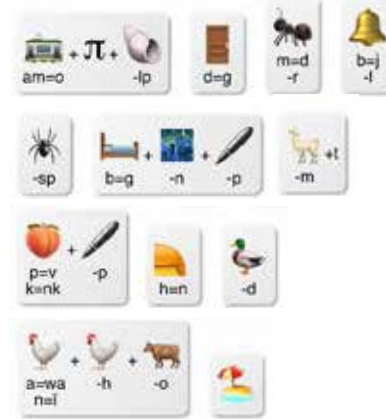 + π +
am=o -lp d=g m=d b=j
-r -l
+ + +t
-sp b=g -n -p -m
+
p=v -p h=n -d
k=nk
+ +
a=wa -h -o
n=l